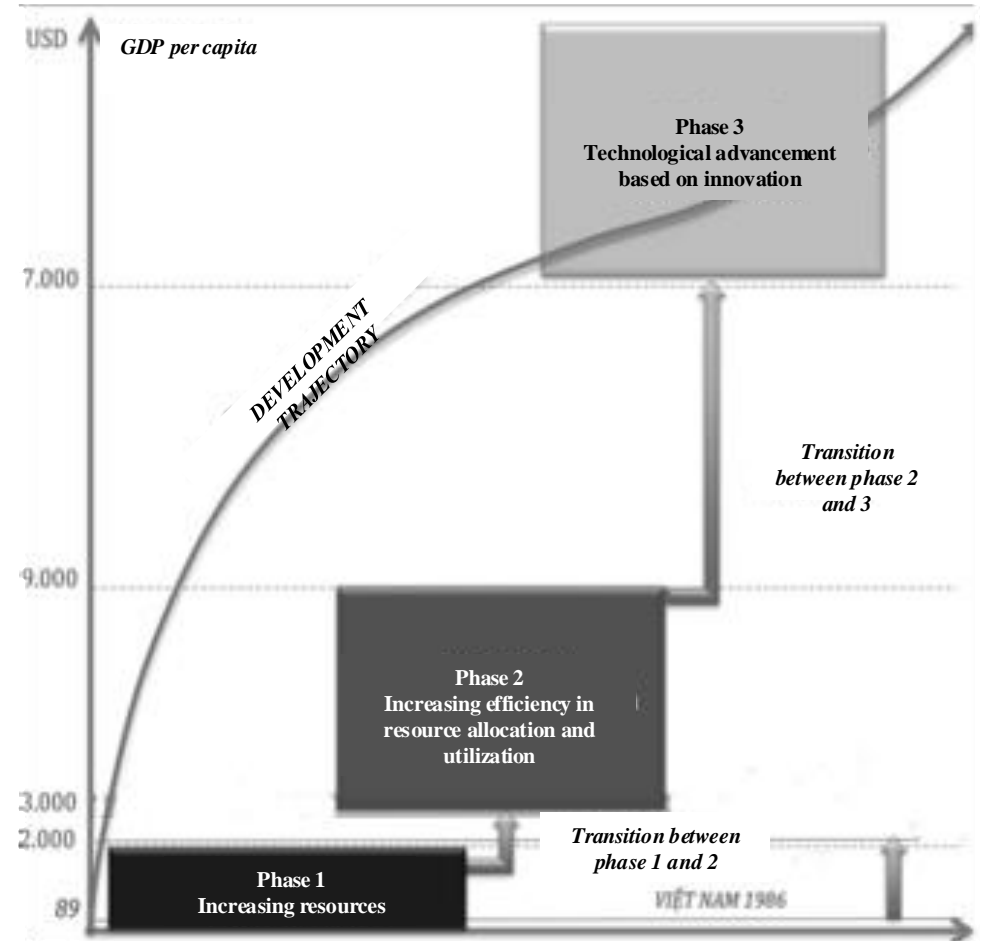 USD
GDP per capita
Phase 3
Technological advancement
based on innovation
7.000
DEVELOPMENT
TRAJECTORY
Transition
between phase 2
and 3
9.000
Phase 2
Increasing efficiency in
resource allocation and
utilization
3.000
2.000
Transition between
phase 1 and 2
Phase 1
Increasing resources
VIỆT NAM 1986
89